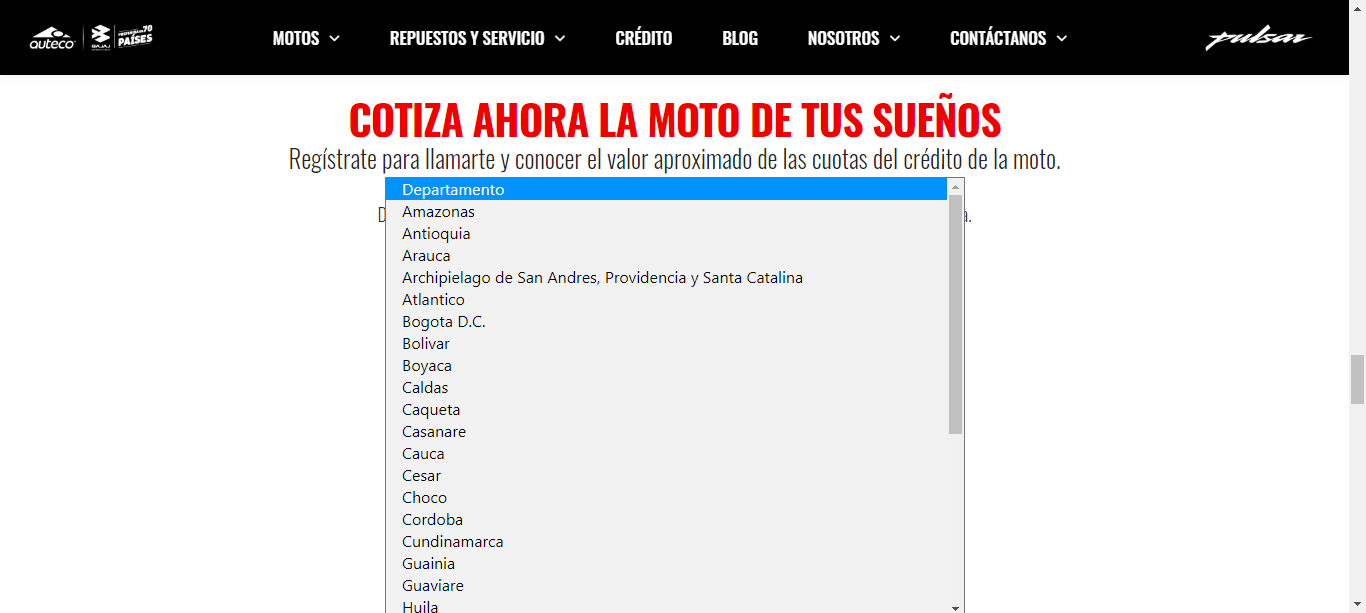 auteco BAJAJ 70 PAÍSES
MOTOS REPUESTOS Y SERVICIO CRÉDITO BLOG NOSOTROS CONTÁCTANOS pulsar
COTIZA AHORA LA MOTO DE TUS SUEÑOS
Regístrate para llamarte y conocer el valor aproximado de las cuotas del crédito de la moto.
Departamento
Amazonas
Antioquia
Arauca
Archipielago de San Andres, Providencia y Santa Catalina
Atlantico
Bogota D.C.
Bolivar
Boyaca
Caldas
Caqueta
Casanare
Cauca
Cesar
Choco
Cordoba
Cundinamarca
Guainia
Guaviare
Huila